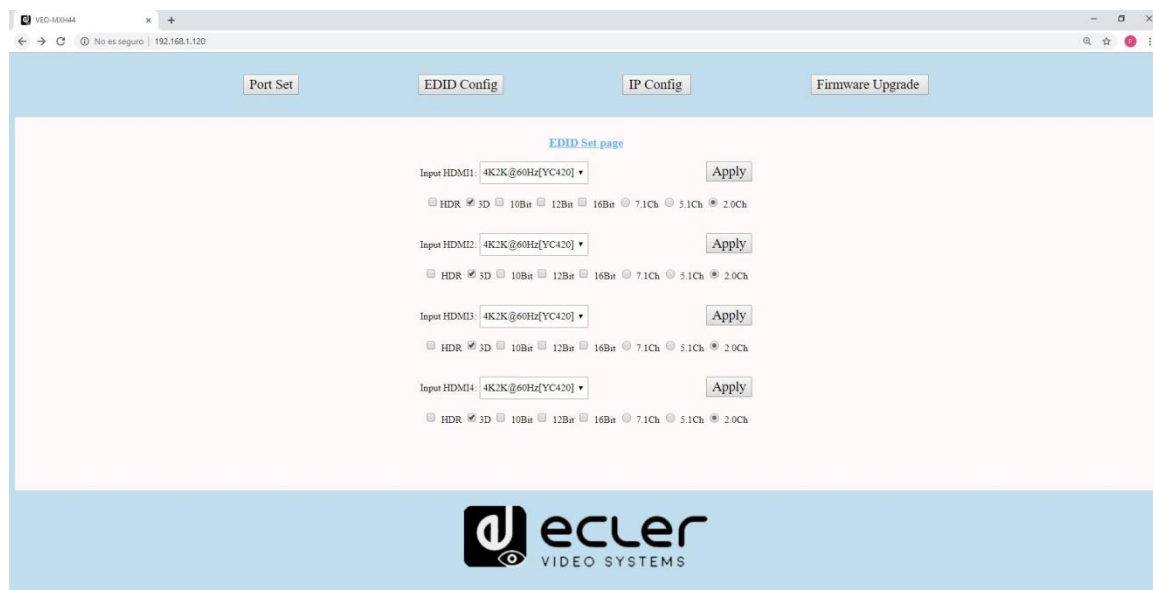 VEO-MXH44
No es seguro | 192.168.1.120
Port Set EDID Config IP Config Firmware Upgrade
EDID Set page
Input HDMI1: 4K2K@60Hz[YC420] Apply
HDR 3D 10Bit 12Bit 16Bit 7.1Ch 5.1Ch 2.0Ch
Input HDMI2: 4K2K@60Hz[YC420] Apply
HDR 3D 10Bit 12Bit 16Bit 7.1Ch 5.1Ch 2.0Ch
Input HDMI3: 4K2K@60Hz[YC420] Apply
HDR 3D 10Bit 12Bit 16Bit 7.1Ch 5.1Ch 2.0Ch
Input HDMI4: 4K2K@60Hz[YC420] Apply
HDR 3D 10Bit 12Bit 16Bit 7.1Ch 5.1Ch 2.0Ch
ecler
VIDEO SYSTEMS